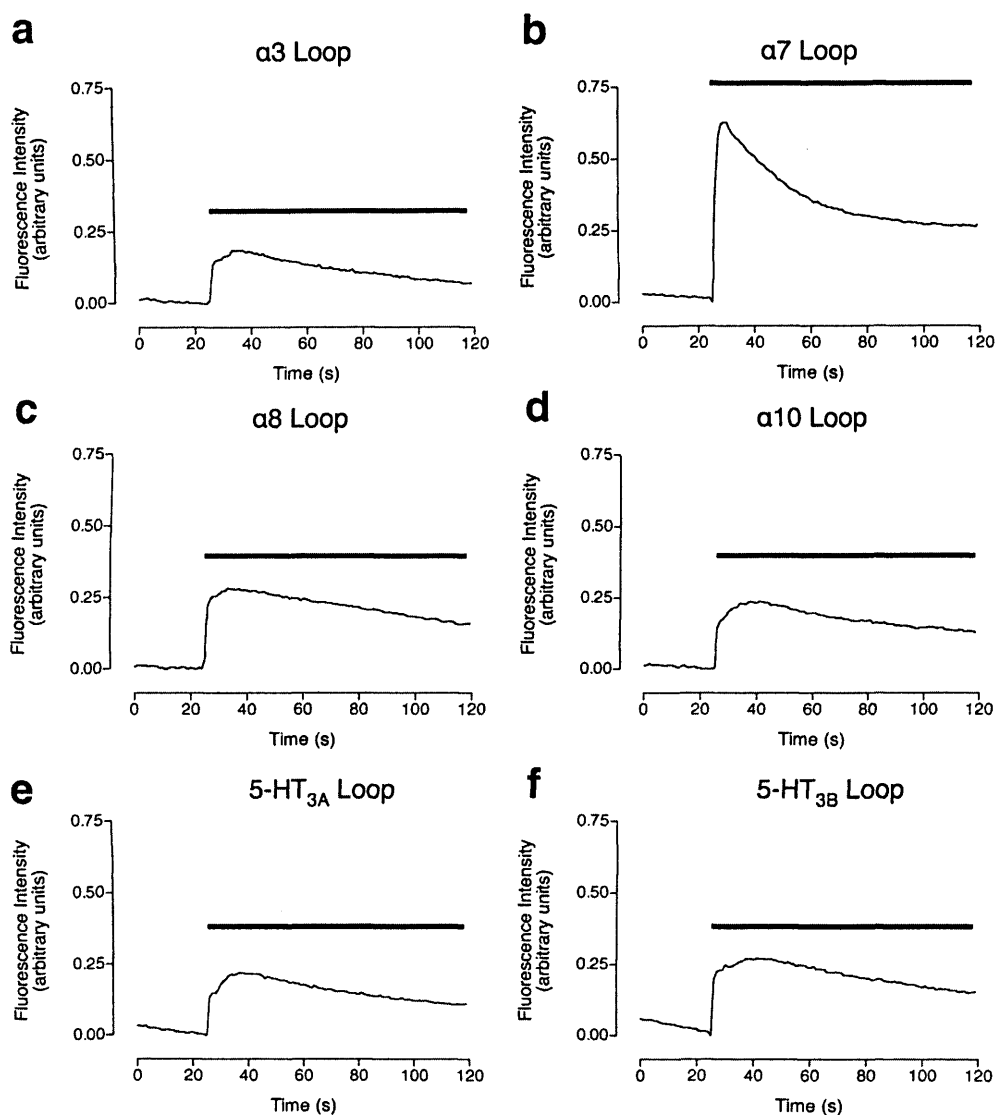 a
α3 Loop
Fluorescence Intensity
(arbitrary units)
0.75
0.50
0.25
0.00
0 20 40 60 80 100 120
Time (s)
b
α7 Loop
Fluorescence Intensity
(arbitrary units)
0.75
0.50
0.25
0.00
0 20 40 60 80 100 120
Time (s)
c
α8 Loop
Fluorescence Intensity
(arbitrary units)
0.75
0.50
0.25
0.00
0 20 40 60 80 100 120
Time (s)
d
α10 Loop
Fluorescence Intensity
(arbitrary units)
0.75
0.50
0.25
0.00
0 20 40 60 80 100 120
Time (s)
e
5-HT3A Loop
Fluorescence Intensity
(arbitrary units)
0.75
0.50
0.25
0.00
0 20 40 60 80 100 120
Time (s)
f
5-HT3B Loop
Fluorescence Intensity
(arbitrary units)
0.75
0.50
0.25
0.00
0 20 40 60 80 100 120
Time (s)